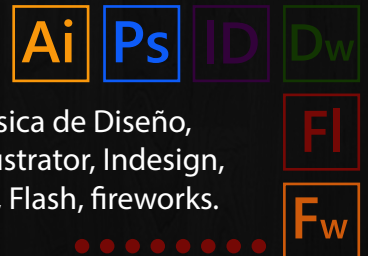 Ai Ps ID Dw
sica de Diseño,
ustrator, Indesign,
Fl
, Flash, fireworks.
Fw